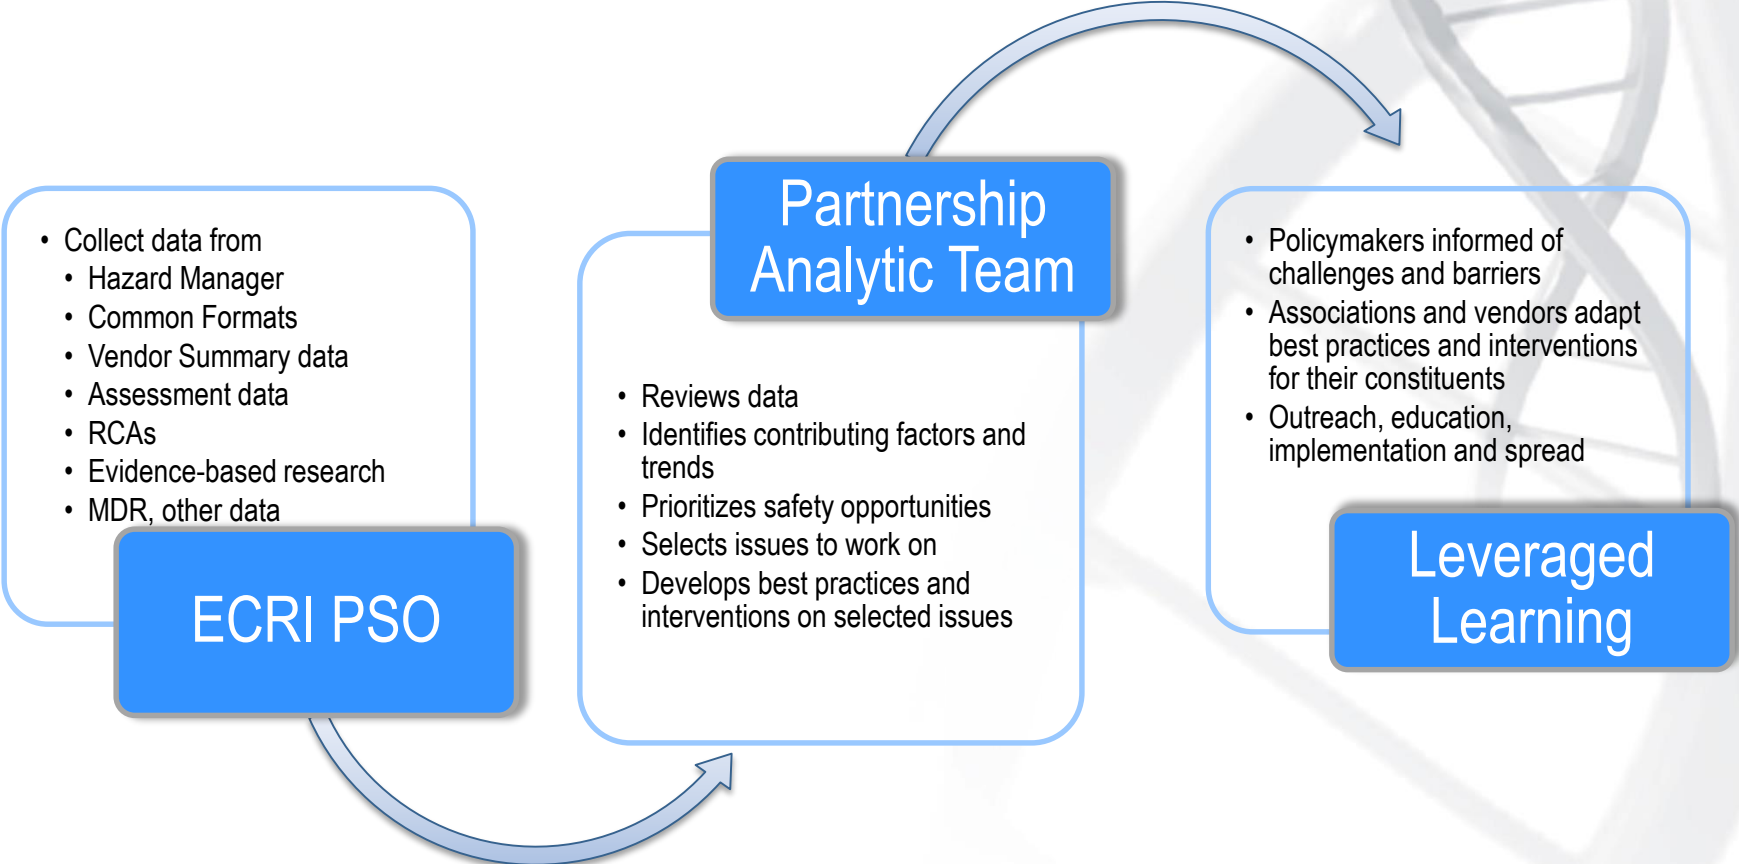 • Collect data from
• Hazard Manager
• Common Formats
• Vendor Summary data
• Assessment data
• RCAs
• Evidence-based research
• MDR, other data
ECRI PSO
Partnership
Analytic Team
• Reviews data
• Identifies contributing factors and
trends
• Prioritizes safety opportunities
• Selects issues to work on
• Develops best practices and
interventions on selected issues
• Policymakers informed of
challenges and barriers
• Associations and vendors adapt
best practices and interventions
for their constituents
• Outreach, education,
implementation and spread
Leveraged
Learning